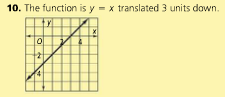 10. The function is y = x translated 3 units down.
y
x
O 2 4
-2
-4